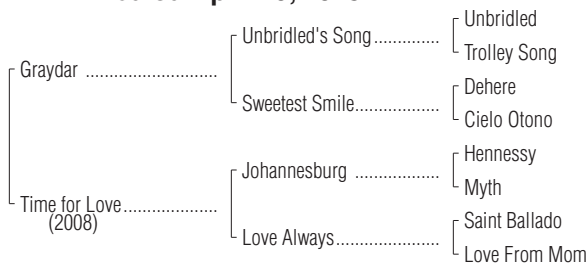 Unbridled
Unbridled's Song
Trolley Song
Graydar
Dehere
Sweetest Smile
Cielo Otono
Hennessy
Johannesburg
Myth
Time for Love
(2008)
Saint Ballado
Love Always
Love From Mom